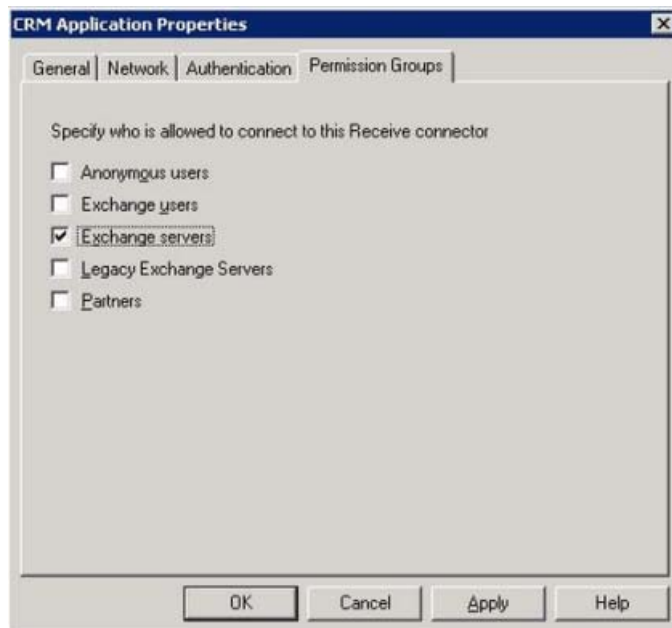 CRM Application Properties
General Network Authentication Permission Groups
Specify who is allowed to connect to this Receive connector
Anonymous users
Exchange users
Exchange servers
Legacy Exchange Servers
Partners
OK Cancel Apply Help